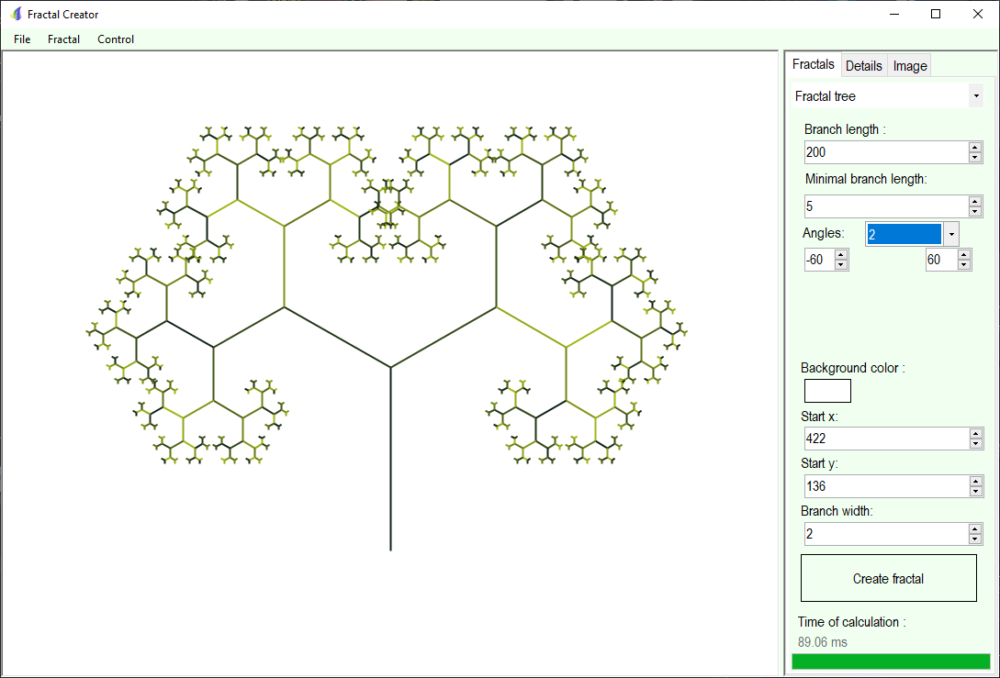 Fractal Creator
File Fractal Control
Fractals Details Image
Fractal tree
Branch length :
200
Minimal branch length:
5
Angles: 2
-60 60
Background color :
Start x:
422
Start y:
136
Branch width:
2
Create fractal
Time of calculation :
89.06 ms